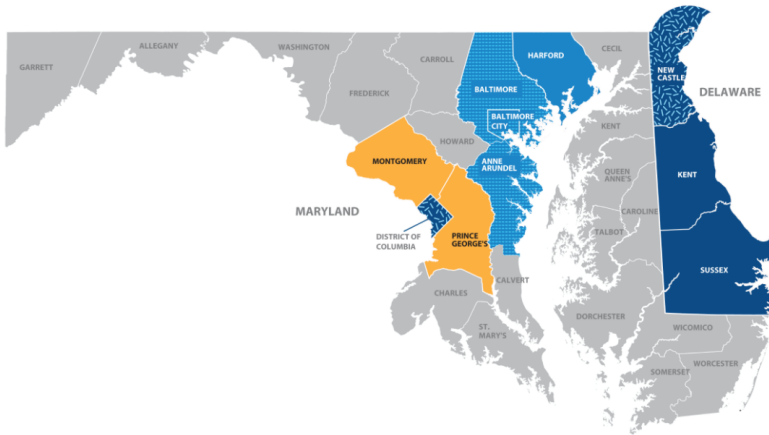 GARRETT
ALLEGANY
WASHINGTON
FREDERICK
CARROLL
BALTIMORE
HARFORD
CECIL
NEW
CASTLE
DELAWARE
BALTIMORE
CITY
HOWARD
MONTGOMERY
ANNE
ARUNDEL
KENT
QUEEN
ANNE'S
KENT
MARYLAND
DISTRICT OF
COLUMBIA
PRINCE
GEORGE'S
CAROLINE
TALBOT
SUSSEX
CALVERT
CHARLES
ST.
MARY'S
DORCHESTER
WICOMICO
SOMERSET
WORCESTER